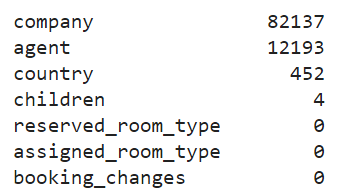 company 82137
agent 12193
country 452
children 4
reserved_room_type 0
assigned_room_type 0
booking_changes 0